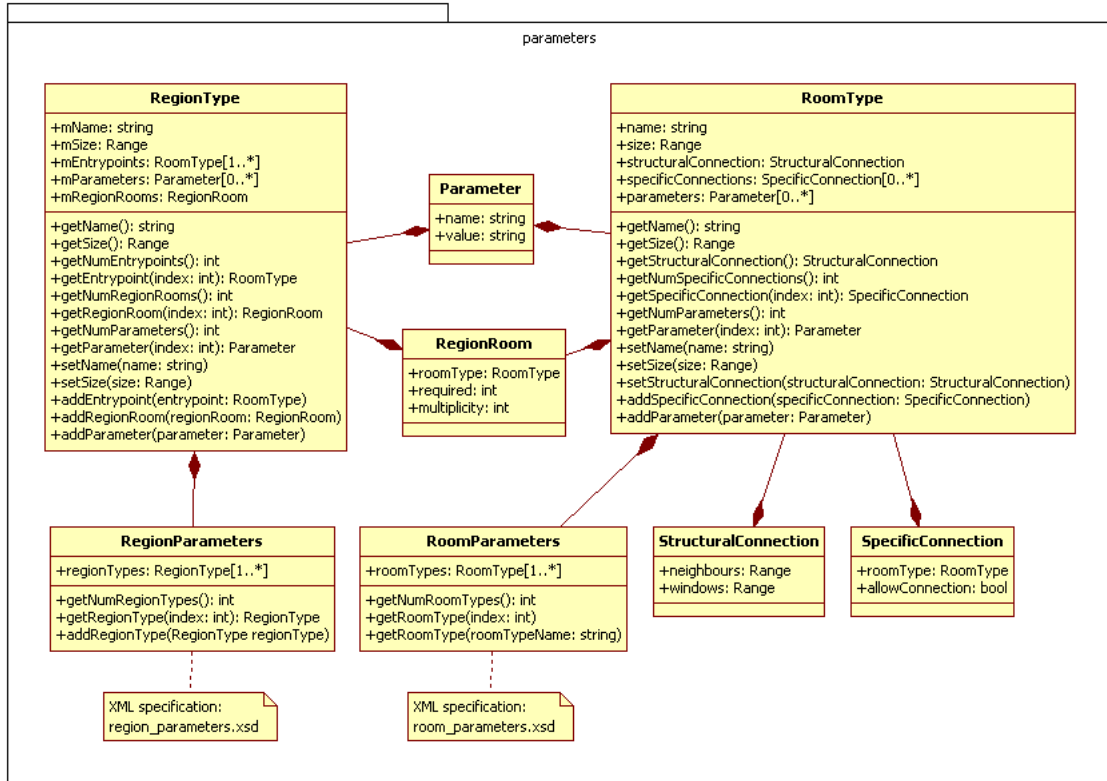 parameters
RegionType
+mName: string
+mSize: Range
+mEntrypoints: RoomType[1..*]
+mParameters: Parameter[0..*]
+mRegionRooms: RegionRoom
+getName(): string
+getSize(): Range
+getNumEntrypoints(): int
+getEntrypoint(index: int): RoomType
+getNumRegionRooms(): int
+getRegionRoom(index: int): RegionRoom
+getNumParameters(): int
+getParameter(index: int): Parameter
+setName(name: string)
+setSize(size: Range)
+addEntrypoint(entrypoint: RoomType)
+addRegionRoom(regionRoom: RegionRoom)
+addParameter(parameter: Parameter)
Parameter
+name: string
+value: string
RegionRoom
+roomType: RoomType
+required: int
+multiplicity: int
RoomType
+name: string
+size: Range
+structuralConnection: StructuralConnection
+specificConnections: SpecificConnection[0..*]
+parameters: Parameter[0..*]
+getName(): string
+getSize(): Range
+getStructuralConnection(): StructuralConnection
+getNumSpecificConnections(): int
+getSpecificConnection(index: int): SpecificConnection
+getNumParameters(): int
+getParameter(index: int): Parameter
+setName(name: string)
+setSize(size: Range)
+setStructuralConnection(structuralConnection: StructuralConnection)
+addSpecificConnection(specificConnection: SpecificConnection)
+addParameter(parameter: Parameter)
RegionParameters
+regionTypes: RegionType[1..*]
+getNumRegionTypes(): int
+getRegionType(index: int): RegionType
+addRegionType(RegionType regionType)
RoomParameters
+roomTypes: RoomType[1..*]
+getNumRoomTypes(): int
+getRoomType(index: int)
+getRoomType(roomTypeName: string)
StructuralConnection
+neighbours: Range
+windows: Range
SpecificConnection
+roomType: RoomType
+allowConnection: bool
XML specification:
region_parameters.xsd
XML specification:
room_parameters.xsd